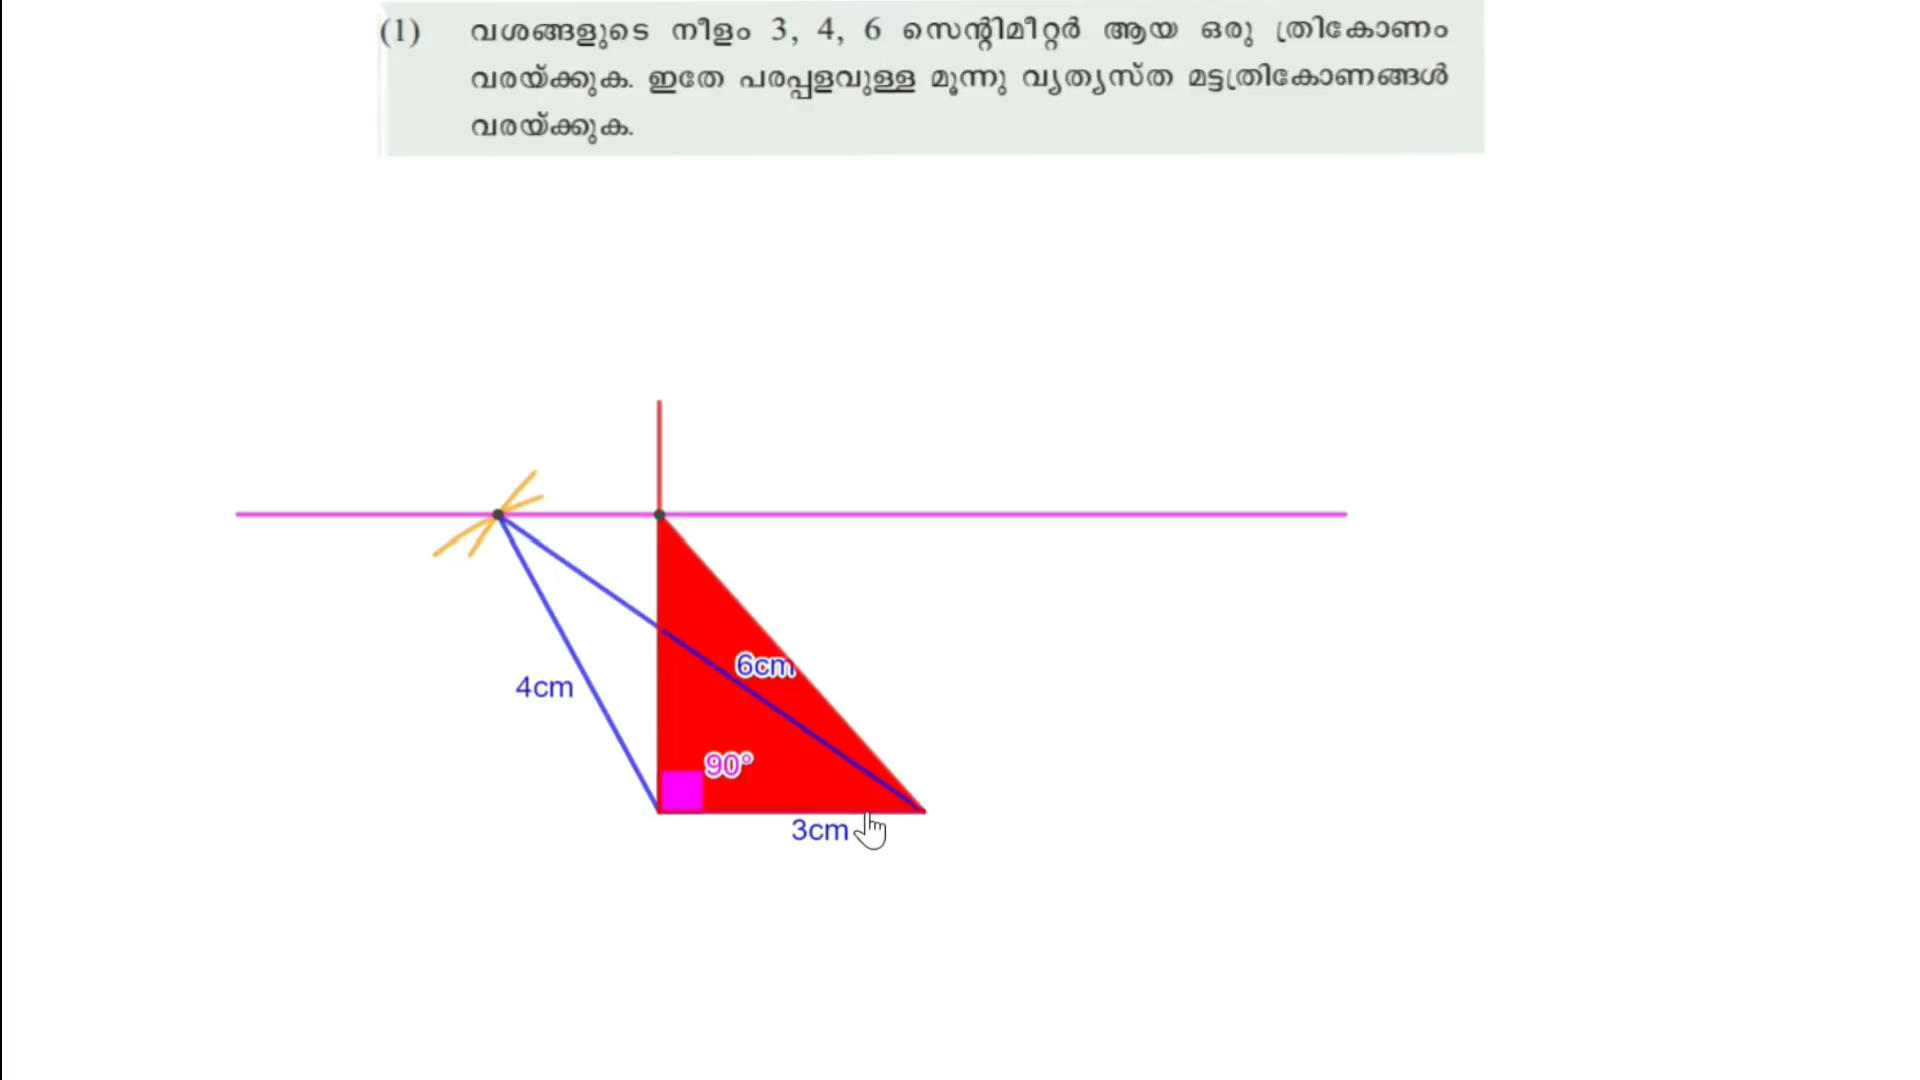 (1) വശങ്ങളുടെ നീളം 3, 4, 6 സെന്റിമീറ്റർ ആയ ഒരു ത്രികോണം
വരയ്ക്കുക. ഇതേ പരപ്പളവുള്ള മൂന്നു വ്യത്യസ്ത മട്ടത്രികോണങ്ങൾ
വരയ്ക്കുക.
6cm
4cm
90°
3cm